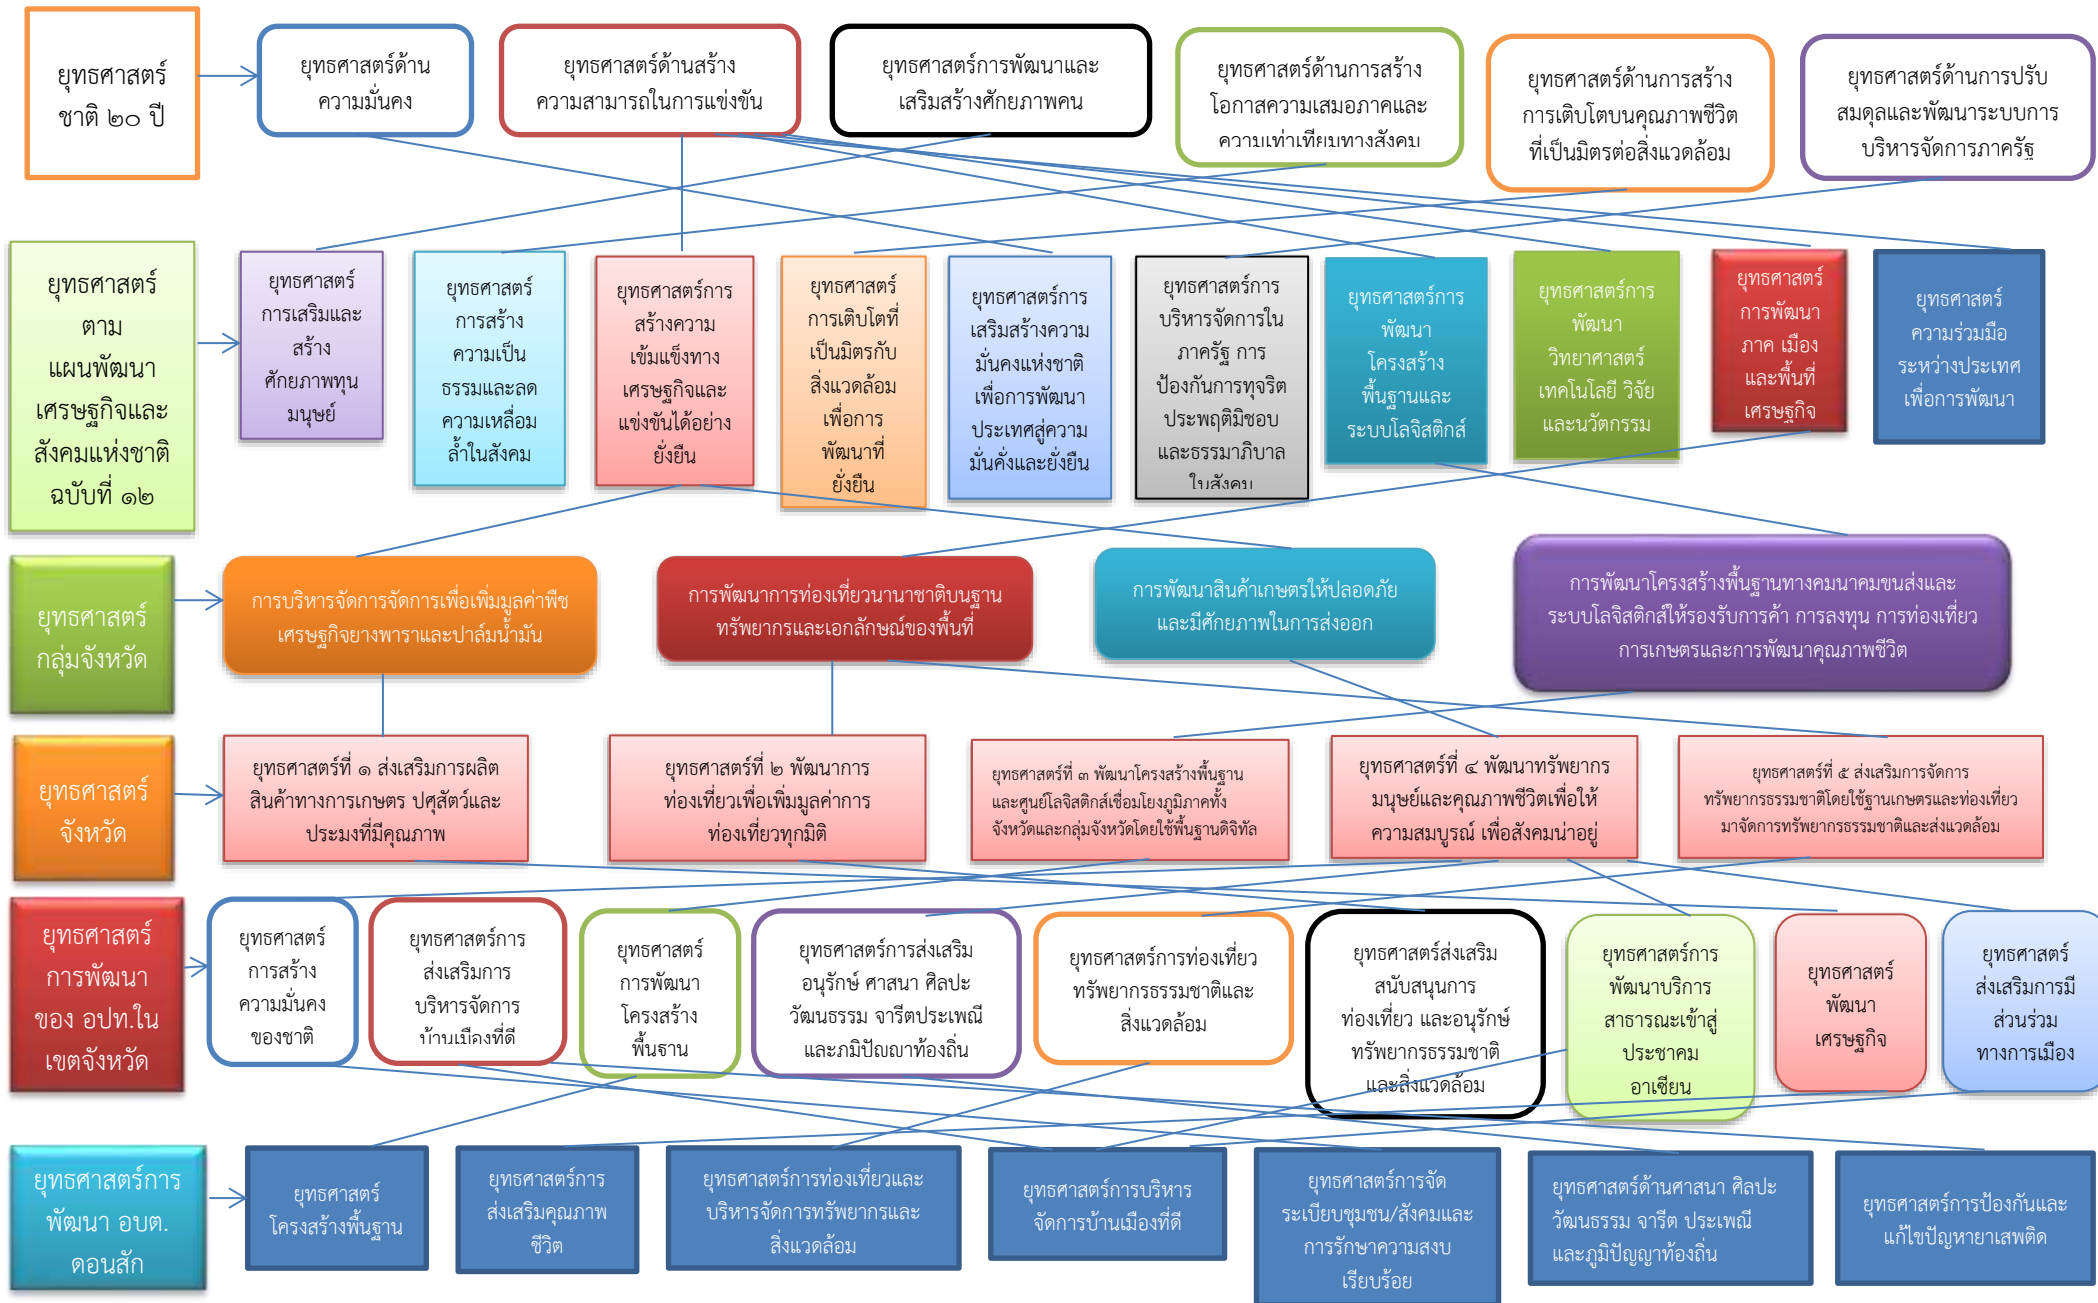 ยุทธศาสตร์
ชาติ ๒๐ ปี
ยุทธศาสตร์ด้าน
ความมั่นคง
ยุทธศาสตร์ด้านสร้าง
ความสามารถในการแข่งขัน
ยุทธศาสตร์การพัฒนาและ
เสริมสร้างศักยภาพคน
ยุทธศาสตร์ด้านการสร้าง
โอกาสความเสมอภาคและ
ความเท่าเทียมทางสังคม
ยุทธศาสตร์ด้านการสร้าง
การเติบโตบนคุณภาพชีวิต
ที่เป็นมิตรต่อสิ่งแวดล้อม
ยุทธศาสตร์ด้านการปรับ
สมดุลและพัฒนาระบบการ
บริหารจัดการภาครัฐ
ยุทธศาสตร์
ตาม
แผนพัฒนา
เศรษฐกิจและ
สังคมแห่งชาติ
ฉบับที่ ๑๒
ยุทธศาสตร์
การเสริมและ
สร้าง
ศักยภาพทุน
มนุษย์
ยุทธศาสตร์
การสร้าง
ความเป็น
ธรรมและลด
ความเหลื่อม
ล้ำในสังคม
ยุทธศาสตร์การ
สร้างความ
เข้มแข็งทาง
เศรษฐกิจและ
แข่งขันได้อย่าง
ยั่งยืน
ยุทธศาสตร์
การเติบโตที่
เป็นมิตรกับ
สิ่งแวดล้อม
เพื่อการ
พัฒนาที่
ยั่งยืน
ยุทธศาสตร์การ
เสริมสร้างความ
มั่นคงแห่งชาติ
เพื่อการพัฒนา
ประเทศสู่ความ
มั่นคั่งและยั่งยืน
ยุทธศาสตร์การ
บริหารจัดการใน
ภาครัฐ การ
ป้องกันการทุจริต
ประพฤติมิชอบ
และธรรมาภิบาล
ในสังคม
ยุทธศาสตร์การ
พัฒนา
โครงสร้าง
พื้นฐานและ
ระบบโลจิสติกส์
ยุทธศาสตร์การ
พัฒนา
วิทยาศาสตร์
เทคโนโลยี วิจัย
และนวัตกรรม
ยุทธศาสตร์
การพัฒนา
ภาค เมือง
และพื้นที่
เศรษฐกิจ
ยุทธศาสตร์
ความร่วมมือ
ระหว่างประเทศ
เพื่อการพัฒนา
ยุทธศาสตร์
กลุ่มจังหวัด
การบริหารจัดการจัดการเพื่อเพิ่มมูลค่าพืช
เศรษฐกิจยางพาราและปาล์มน้ำมัน
การพัฒนาการท่องเที่ยวนานาชาติบนฐาน
ทรัพยากรและเอกลักษณ์ของพื้นที่
การพัฒนาสินค้าเกษตรให้ปลอดภัย
และมีศักยภาพในการส่งออก
การพัฒนาโครงสร้างพื้นฐานทางคมนาคมขนส่งและ
ระบบโลจิสติกส์ให้รองรับการค้า การลงทุน การท่องเที่ยว
การเกษตรและการพัฒนาคุณภาพชีวิต
ยุทธศาสตร์
จังหวัด
ยุทธศาสตร์ที่ ๑ ส่งเสริมการผลิต
สินค้าทางการเกษตร ปศุสัตว์และ
ประมงที่มีคุณภาพ
ยุทธศาสตร์ที่ ๒ พัฒนาการ
ท่องเที่ยวเพื่อเพิ่มมูลค่าการ
ท่องเที่ยวทุกมิติ
ยุทธศาสตร์ที่ ๓ พัฒนาโครงสร้างพื้นฐาน
และศูนย์โลจิสติกส์เชื่อมโยงภูมิภาคทั้ง
จังหวัดและกลุ่มจังหวัดโดยใช้พื้นฐานดิจิทัล
ยุทธศาสตร์ที่ ๔ พัฒนาทรัพยากร
มนุษย์และคุณภาพชีวิตเพื่อให้
ความสมบูรณ์ เพื่อสังคมน่าอยู่
ยุทธศาสตร์ที่ ๕ ส่งเสริมการจัดการ
ทรัพยากรธรรมชาติโดยใช้ฐานเกษตรและท่องเที่ยว
มาจัดการทรัพยากรธรรมชาติและส่งแวดล้อม
ยุทธศาสตร์
การพัฒนา
ของ อปท.ใน
เขตจังหวัด
ยุทธศาสตร์
การสร้าง
ความมั่นคง
ของชาติ
ยุทธศาสตร์การ
ส่งเสริมการ
บริหารจัดการ
บ้านเมืองที่ดี
ยุทธศาสตร์
การพัฒนา
โครงสร้าง
พื้นฐาน
ยุทธศาสตร์การส่งเสริม
อนุรักษ์ ศาสนา ศิลปะ
วัฒนธรรม จารีตประเพณี
และภูมิปัญญาท้องถิ่น
ยุทธศาสตร์การท่องเที่ยว
ทรัพยากรธรรมชาติและ
สิ่งแวดล้อม
ยุทธศาสตร์ส่งเสริม
สนับสนุนการ
ท่องเที่ยว และอนุรักษ์
ทรัพยากรธรรมชาติ
และสิ่งแวดล้อม
ยุทธศาสตร์การ
พัฒนาบริการ
สาธารณะเข้าสู่
ประชาคม
อาเซียน
ยุทธศาสตร์
พัฒนา
เศรษฐกิจ
ยุทธศาสตร์
ส่งเสริมการมี
ส่วนร่วม
ทางการเมือง
ยุทธศาสตร์การ
พัฒนา อบต.
ดอนสัก
ยุทธศาสตร์
โครงสร้างพื้นฐาน
ยุทธศาสตร์การ
ส่งเสริมคุณภาพ
ชีวิต
ยุทธศาสตร์การท่องเที่ยวและ
บริหารจัดการทรัพยากรและ
สิ่งแวดล้อม
ยุทธศาสตร์การบริหาร
จัดการบ้านเมืองที่ดี
ยุทธศาสตร์การจัด
ระเบียบชุมชน/สังคมและ
การรักษาความสงบ
เรียบร้อย
ยุทธศาสตร์ด้านศาสนา ศิลปะ
วัฒนธรรม จารีต ประเพณี
และภูมิปัญญาท้องถิ่น
ยุทธศาสตร์การป้องกันและ
แก้ไขปัญหายาเสพติด